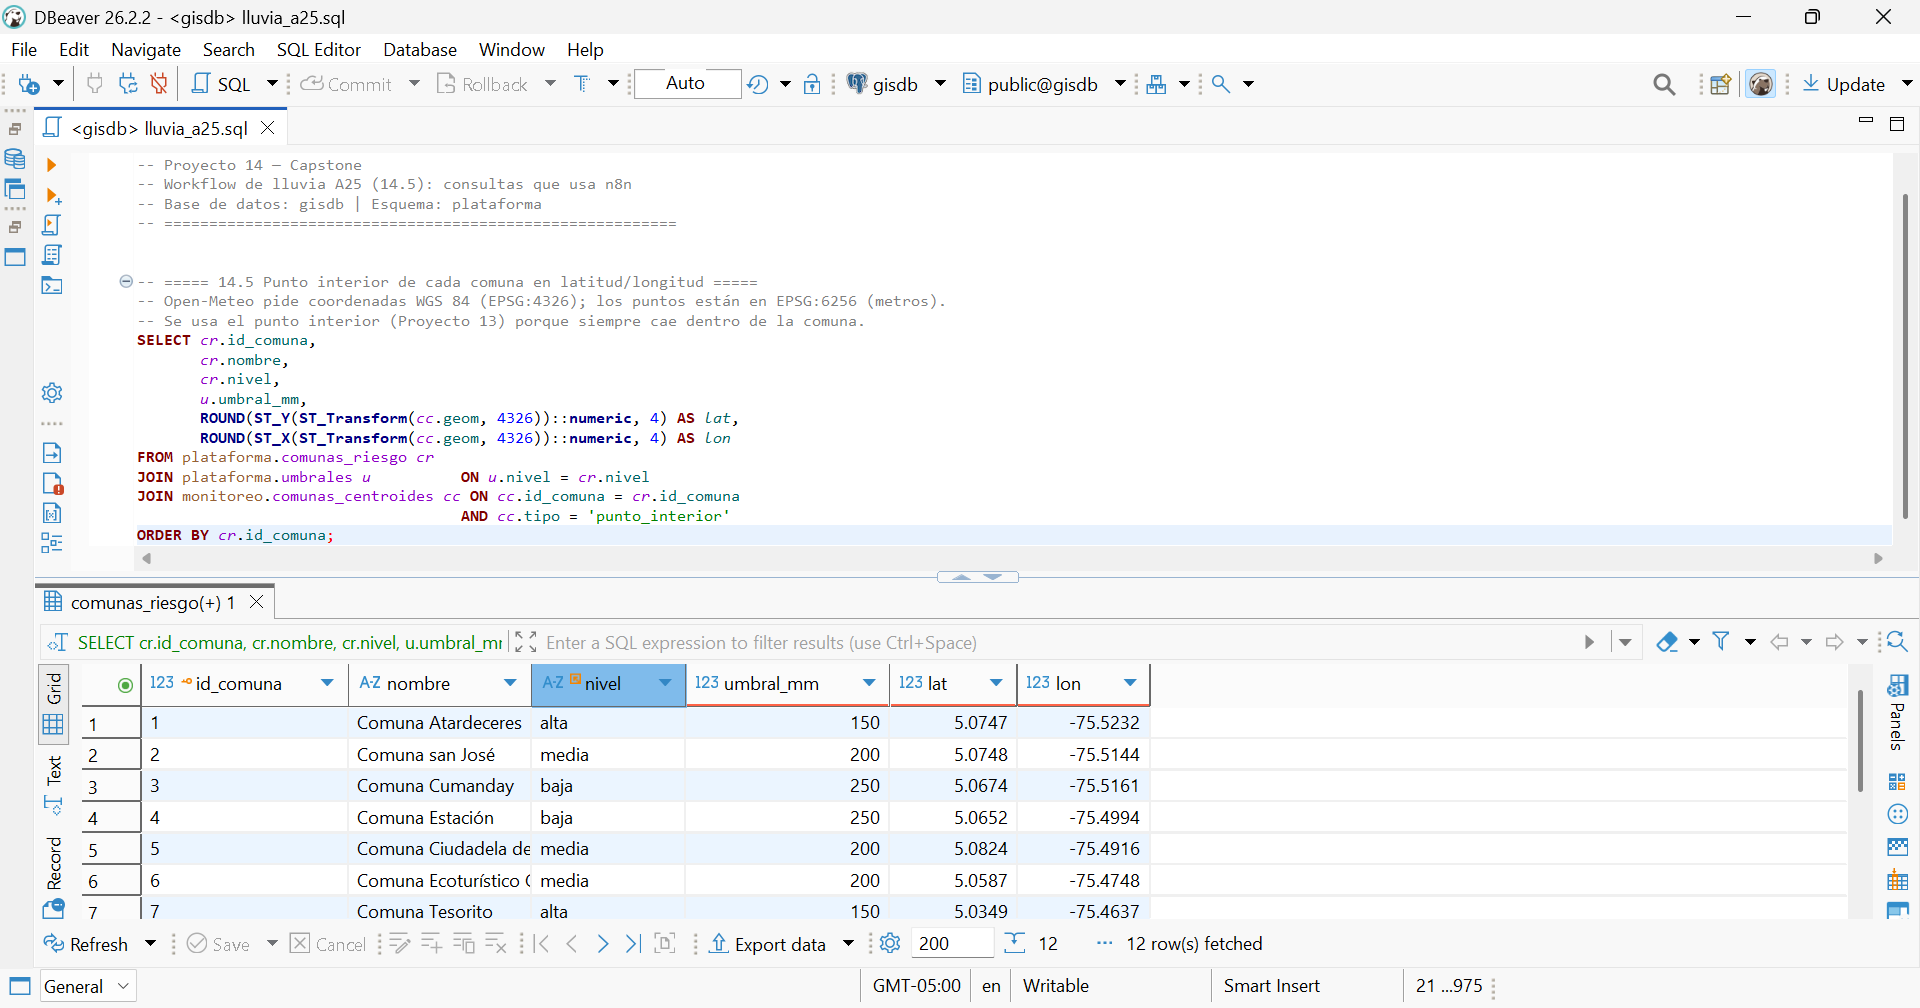 DBeaver 26.2.2 - <gisdb> lluvia_a25.sql
File Edit Navigate Search SQL Editor Database Window Help
SQL Commit Rollback Auto gisdb public@gisdb Update
<gisdb> lluvia_a25.sql
-- Proyecto 14 — Capstone
-- Workflow de lluvia A25 (14.5): consultas que usa n8n
-- Base de datos: gisdb | Esquema: plataforma
-- =========================================================
-- ===== 14.5 Punto interior de cada comuna en latitud/longitud =====
-- Open-Meteo pide coordenadas WGS 84 (EPSG:4326); los puntos están en EPSG:6256 (metros).
-- Se usa el punto interior (Proyecto 13) porque siempre cae dentro de la comuna.
SELECT cr.id_comuna,
cr.nombre,
cr.nivel,
u.umbral_mm,
ROUND(ST_Y(ST_Transform(cc.geom, 4326))::numeric, 4) AS lat,
ROUND(ST_X(ST_Transform(cc.geom, 4326))::numeric, 4) AS lon
FROM plataforma.comunas_riesgo cr
JOIN plataforma.umbrales u ON u.nivel = cr.nivel
JOIN monitoreo.comunas_centroides cc ON cc.id_comuna = cr.id_comuna
AND cc.tipo = 'punto_interior'
ORDER BY cr.id_comuna;
comunas_riesgo(+) 1
SELECT cr.id_comuna, cr.nombre, cr.nivel, u.umbral_mr Enter a SQL expression to filter results (use Ctrl+Space)
Grid
Text
Record
123 id_comuna A-Z nombre A-Z nivel 123 umbral_mm 123 lat 123 lon
1 1 Comuna Atardeceres alta 150 5.0747 -75.5232
2 2 Comuna san José media 200 5.0748 -75.5144
3 3 Comuna Cumanday baja 250 5.0674 -75.5161
4 4 Comuna Estación baja 250 5.0652 -75.4994
5 5 Comuna Ciudadela de media 200 5.0824 -75.4916
6 6 Comuna Ecoturístico media 200 5.0587 -75.4748
7 7 Comuna Tesorito alta 150 5.0349 -75.4637
Panels
Refresh Save Cancel Export data 200 12 ··· 12 row(s) fetched
General GMT-05:00 en Writable Smart Insert 21 ...975